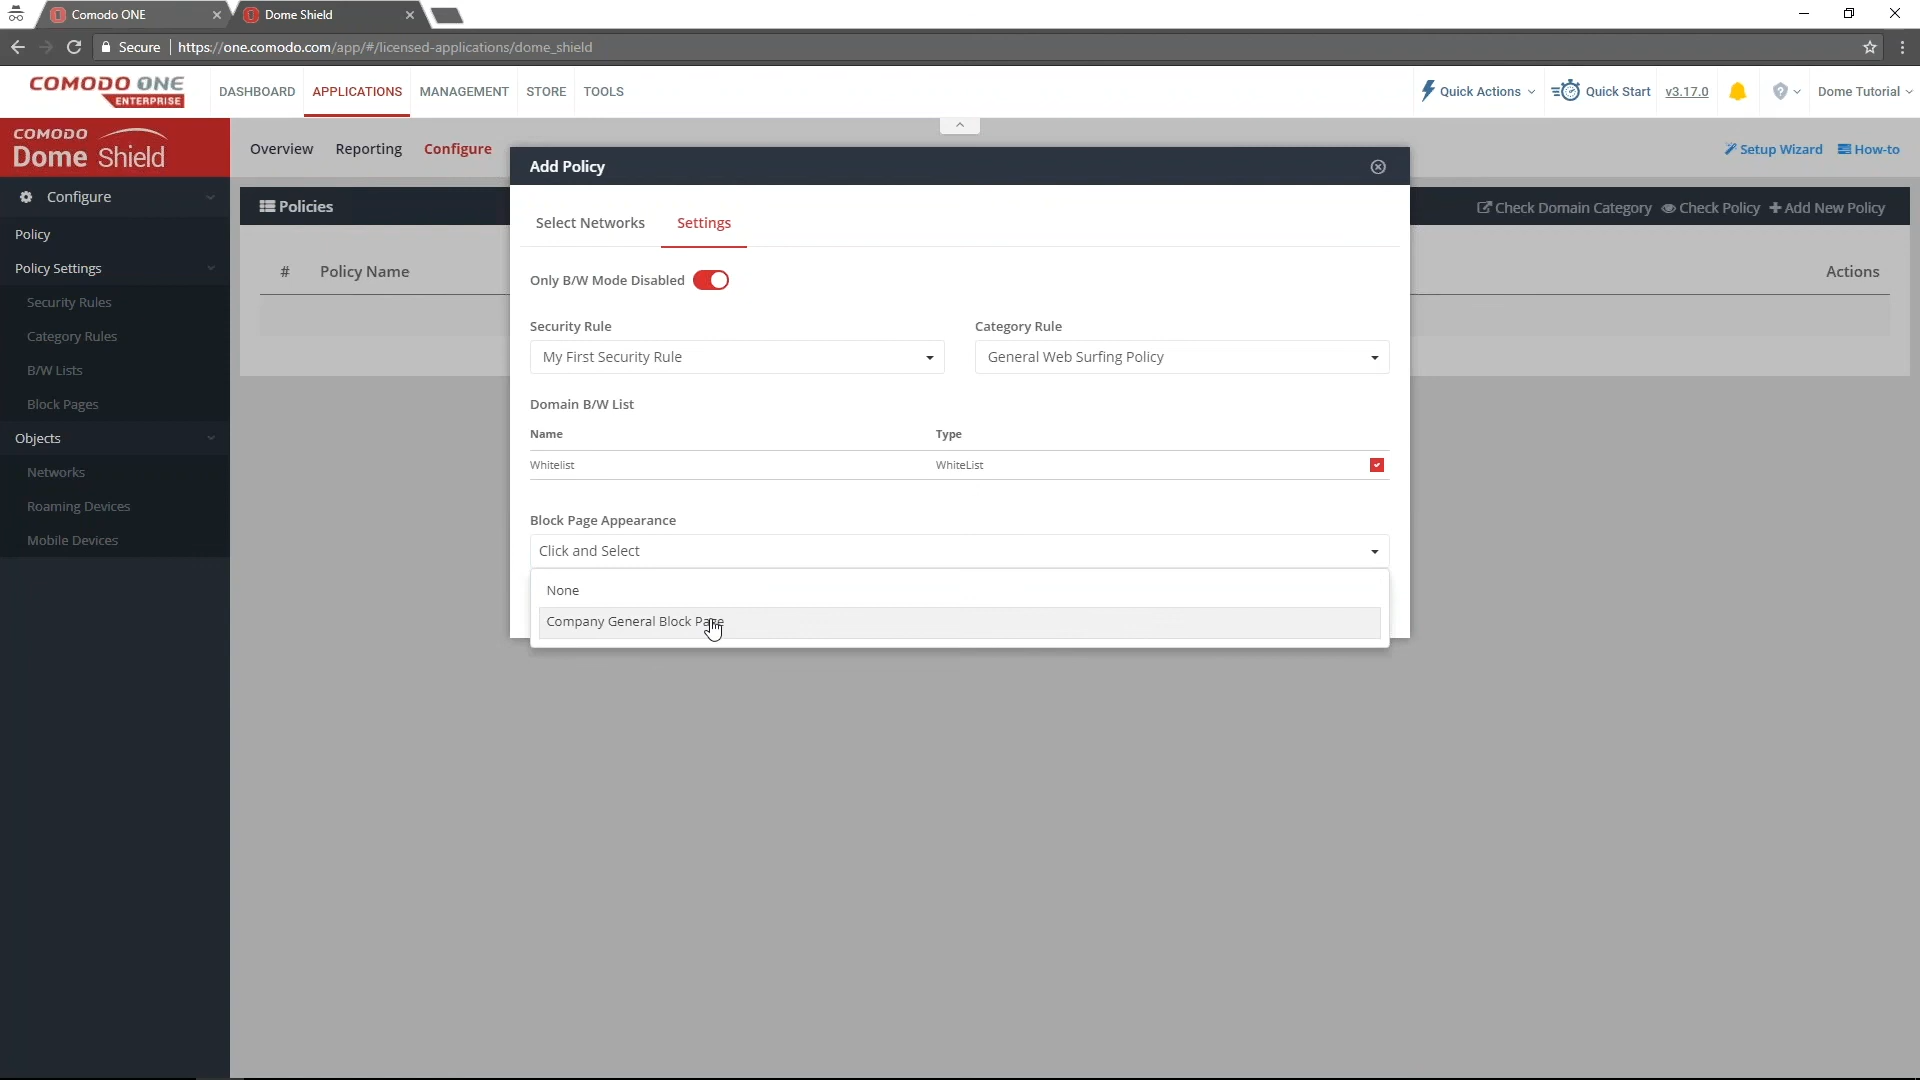 Comodo ONE
Dome Shield
Secure
https://one.comodo.com/app/#/licensed-applications/dome_shield
COMODO ONE
ENTERPRISE
DASHBOARD
APPLICATIONS
MANAGEMENT
STORE
TOOLS
Quick Actions
Quick Start
v3.17.0
Dome Tutorial
COMODO
Dome Shield
Overview
Reporting
Configure
Setup Wizard
How-to
Configure
Policy
Policy Settings
Security Rules
Category Rules
B/W Lists
Block Pages
Objects
Networks
Roaming Devices
Mobile Devices
Policies
Check Domain Category
Check Policy
Add New Policy
# Policy Name
Actions
Add Policy
Select Networks
Settings
Only B/W Mode Disabled
Security Rule
Category Rule
My First Security Rule
General Web Surfing Policy
Domain B/W List
Name
Type
Whitelist
WhiteList
Block Page Appearance
Click and Select
None
Company General Block Page